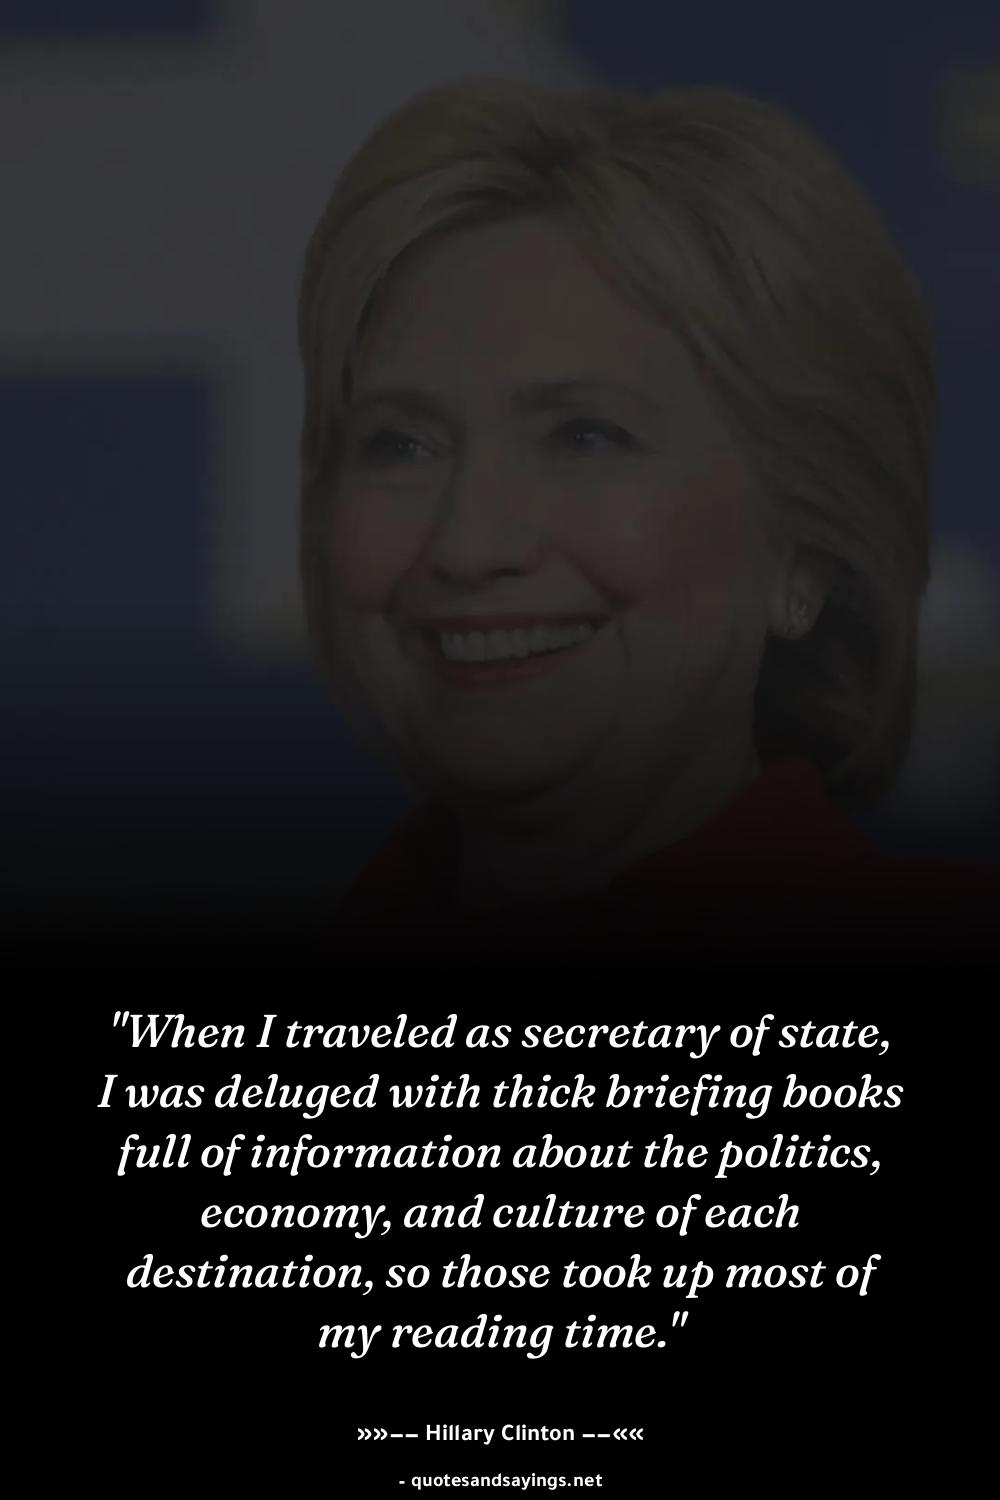 "When I traveled as secretary of state,
I was deluged with thick briefing books
full of information about the politics,
economy, and culture of each
destination, so those took up most of
my reading time."
»»−− Hillary Clinton −−««
- quotesandsayings.net